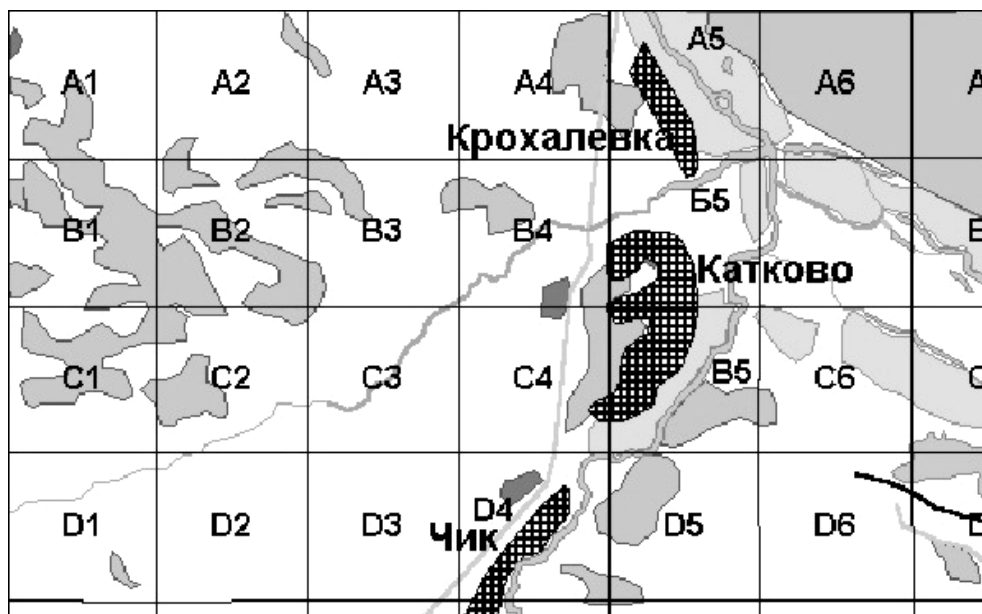 A1 A2 A3 A4 A5 A6 A
Крохалевка
B1 B2 B3 B4 Б5 B
Катково
C1 C2 C3 C4 В5 C6 C
D1 D2 D3 D4 D5 D6 D
Чик